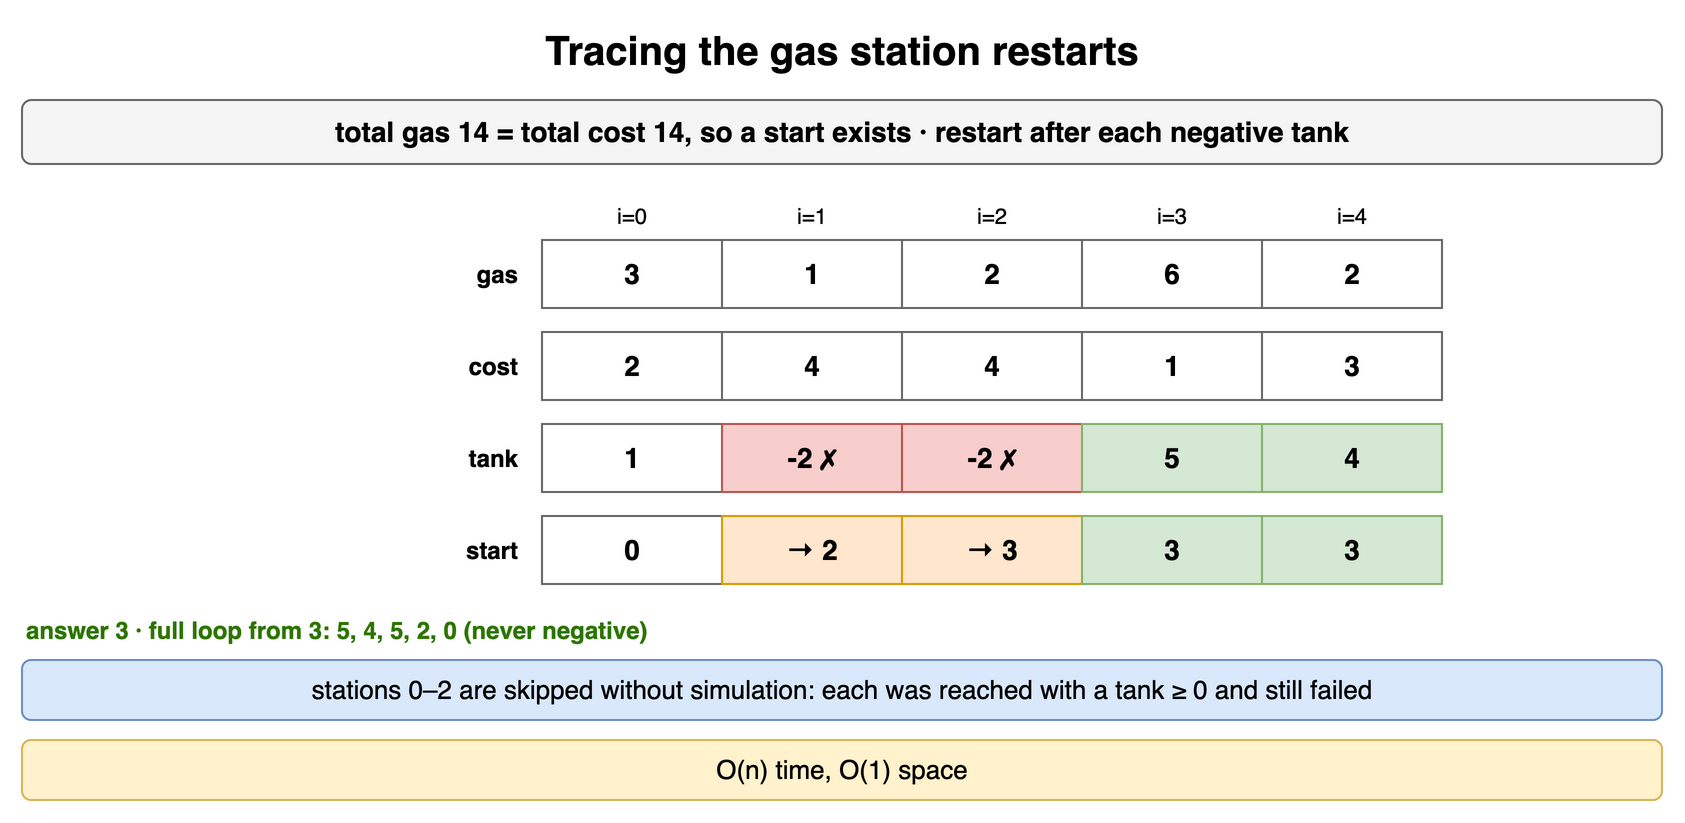 Tracing the gas station restarts
total gas 14 = total cost 14, so a start exists · restart after each negative tank
i=0 i=1 i=2 i=3 i=4
gas 3 1 2 6 2
cost 2 4 4 1 3
tank 1 -2 ✗ -2 ✗ 5 4
start 0 → 2 → 3 3 3
answer 3 · full loop from 3: 5, 4, 5, 2, 0 (never negative)
stations 0–2 are skipped without simulation: each was reached with a tank ≥ 0 and still failed
O(n) time, O(1) space